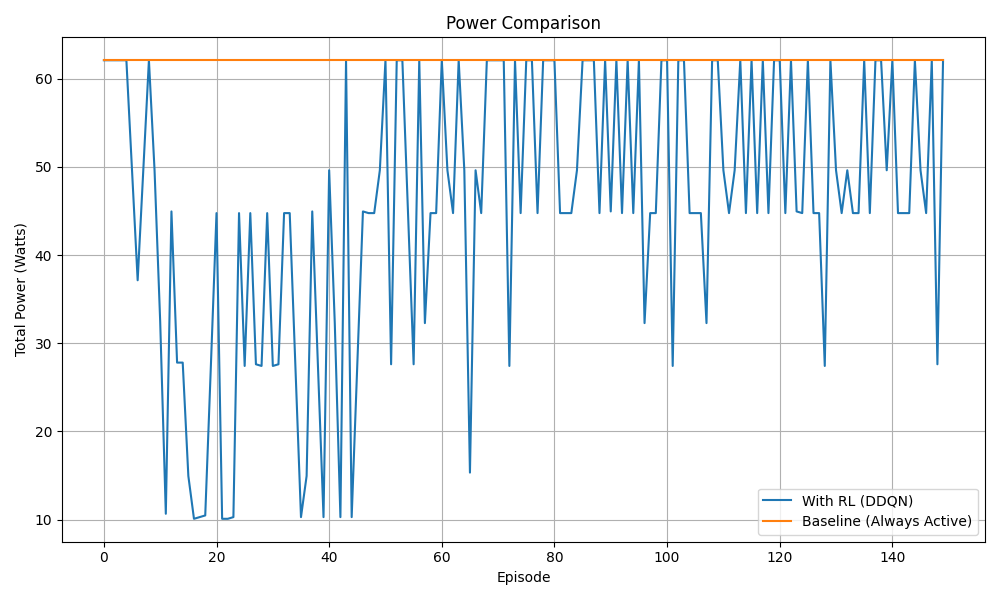 Power Comparison
Total Power (Watts)
60
50
40
30
20
10
0
20
40
60
80
100
120
140
Episode
With RL (DDQN)
Baseline (Always Active)